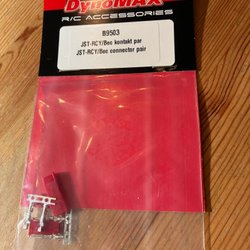 DYNOMAX
R/C ACCESSORIES
B9503
JST-RCY/Bec kontakt par
JST-RCY/Bec connector pair